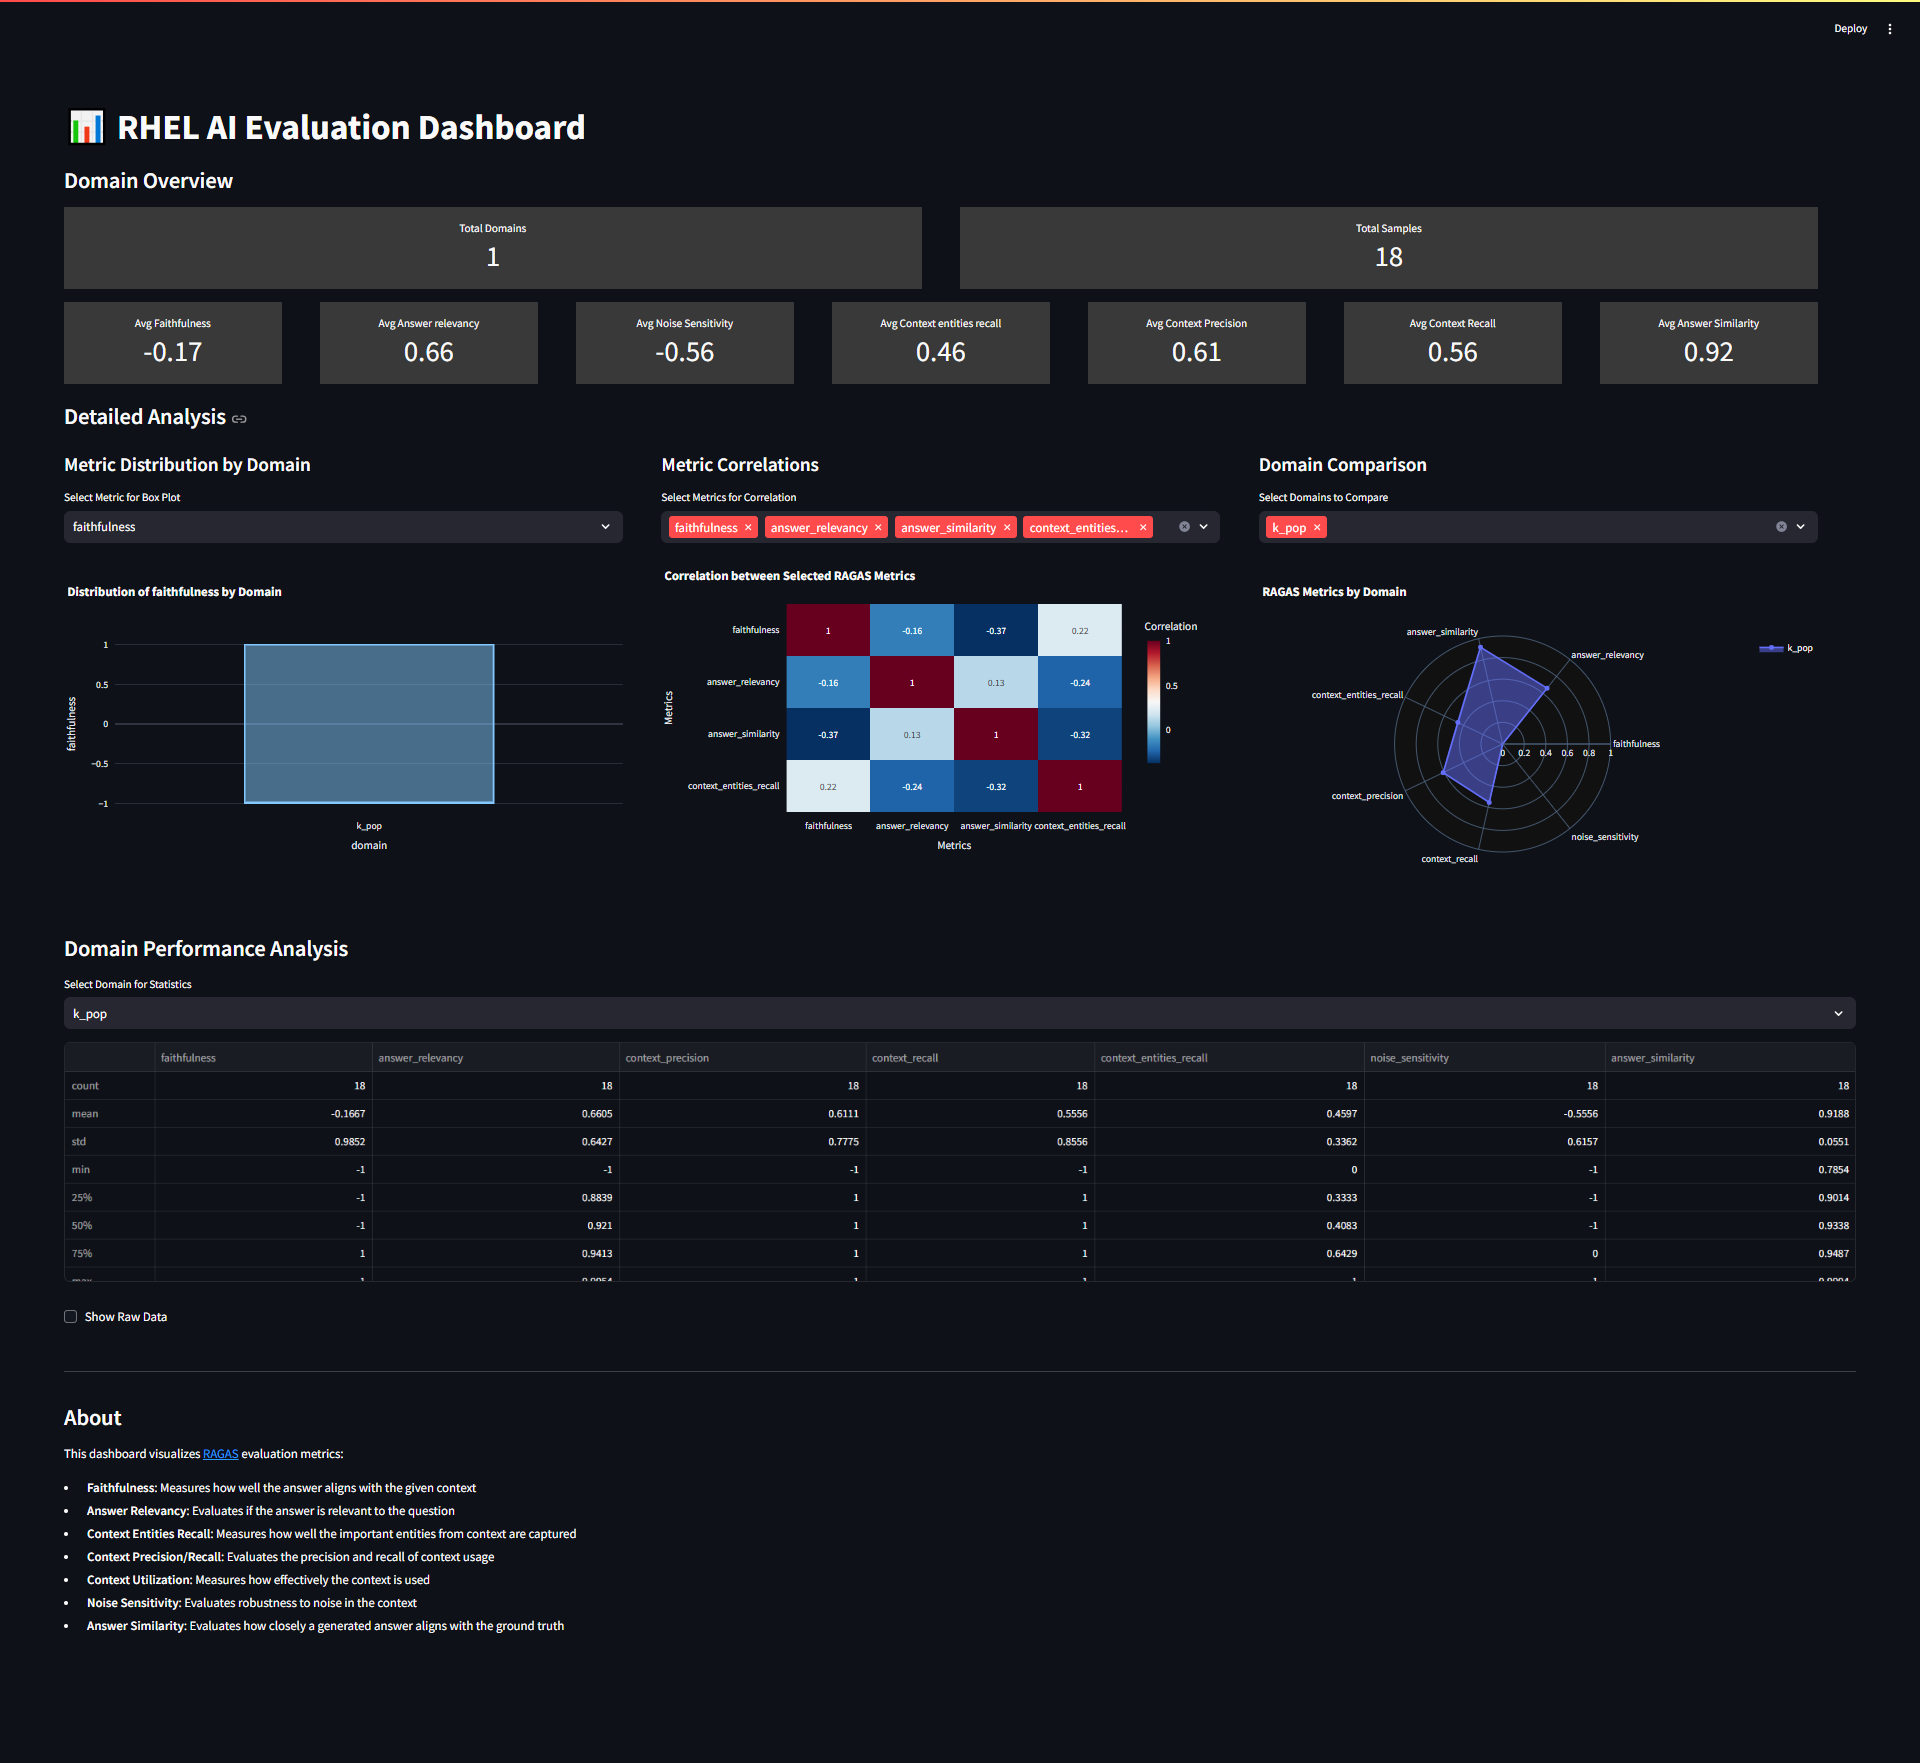 Deploy
RHEL AI Evaluation Dashboard
Domain Overview
Total Domains
1
Total Samples
18
Avg Faithfulness
-0.17
Avg Answer relevancy
0.66
Avg Noise Sensitivity
-0.56
Avg Context entities recall
0.46
Avg Context Precision
0.61
Avg Context Recall
0.56
Avg Answer Similarity
0.92
Detailed Analysis
Metric Distribution by Domain
Select Metric for Box Plot
faithfulness
Distribution of faithfulness by Domain
1
0.5
0
−0.5
−1
faithfulness
k_pop
domain
Metric Correlations
Select Metrics for Correlation
faithfulness answer_relevancy answer_similarity context_entities...
Correlation between Selected RAGAS Metrics
faithfulness 1 -0.16 -0.37 0.22
answer_relevancy -0.16 1 0.13 -0.24
answer_similarity -0.37 0.13 1 -0.32
context_entities_recall 0.22 -0.24 -0.32 1
faithfulness answer_relevancy answer_similarity context_entities_recall
Metrics
Metrics
Correlation
1
0.5
0
Domain Comparison
Select Domains to Compare
k_pop
RAGAS Metrics by Domain
answer_similarity
answer_relevancy
k_pop
context_entities_recall
faithfulness
0 0.2 0.4 0.6 0.8 1
context_precision
noise_sensitivity
context_recall
Domain Performance Analysis
Select Domain for Statistics
k_pop
faithfulness answer_relevancy context_precision context_recall context_entities_recall noise_sensitivity answer_similarity
count 18 18 18 18 18 18 18
mean -0.1667 0.6605 0.6111 0.5556 0.4597 -0.5556 0.9188
std 0.9852 0.6427 0.7775 0.8556 0.3362 0.6157 0.0551
min -1 -1 -1 -1 0 -1 0.7854
25% -1 0.8839 1 1 0.3333 -1 0.9014
50% -1 0.921 1 1 0.4083 -1 0.9338
75% 1 0.9413 1 1 0.6429 0 0.9487
max 1 1 1 1 1
Show Raw Data
About
This dashboard visualizes RAGAS evaluation metrics:
• Faithfulness: Measures how well the answer aligns with the given context
• Answer Relevancy: Evaluates if the answer is relevant to the question
• Context Entities Recall: Measures how well the important entities from context are captured
• Context Precision/Recall: Evaluates the precision and recall of context usage
• Context Utilization: Measures how effectively the context is used
• Noise Sensitivity: Evaluates robustness to noise in the context
• Answer Similarity: Evaluates how closely a generated answer aligns with the ground truth